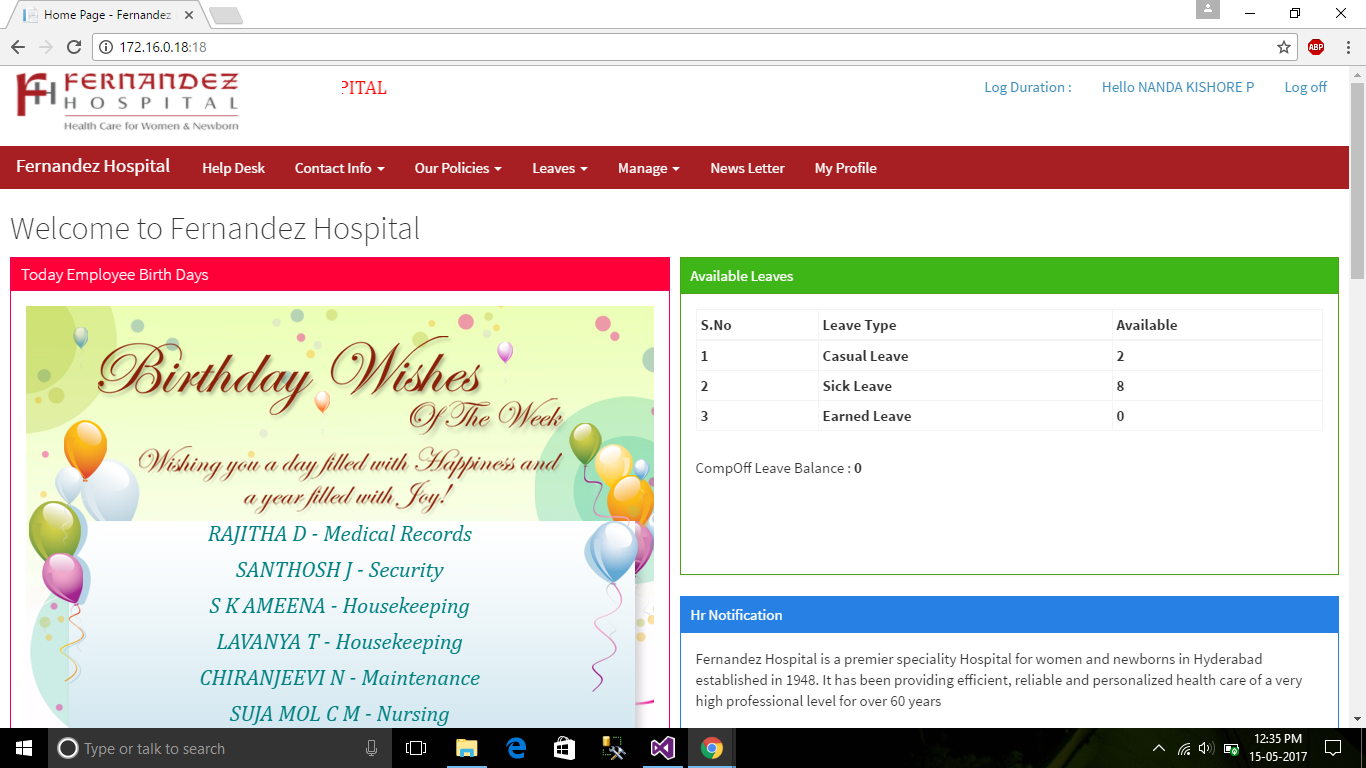 Home Page - Fernandez
172.16.0.18:18
ABP
FERNANDEZ
HOSPITAL
Health Care for Women & Newborn
PITAL
Log Duration :
Hello NANDA KISHORE P
Log off
Fernandez Hospital
Help Desk
Contact Info
Our Policies
Leaves
Manage
News Letter
My Profile
Welcome to Fernandez Hospital
Today Employee Birth Days
Birthday Wishes
Of The Week
Wishing you a day filled with Happiness and
a year filled with Joy!
RAJITHA D - Medical Records
SANTHOSH J - Security
S K AMEENA - Housekeeping
LAVANYA T - Housekeeping
CHIRANJEEVI N - Maintenance
SUJA MOL C M - Nursing
Available Leaves
S.No Leave Type Available
1 Casual Leave 2
2 Sick Leave 8
3 Earned Leave 0
CompOff Leave Balance : 0
Hr Notification
Fernandez Hospital is a premier speciality Hospital for women and newborns in Hyderabad
established in 1948. It has been providing efficient, reliable and personalized health care of a very
high professional level for over 60 years
Type or talk to search
12:35 PM
15-05-2017